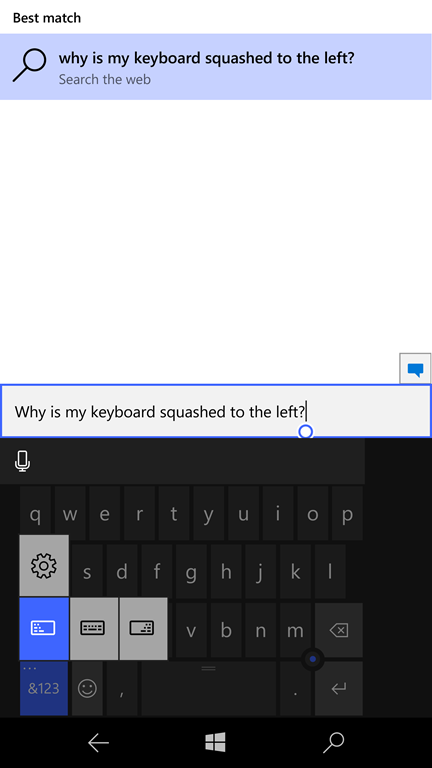 Best match
why is my keyboard squashed to the left?
Search the web
Why is my keyboard squashed to the left?
q w e r t y u i o p
s d f g h j k l
v b n m
&123 , .